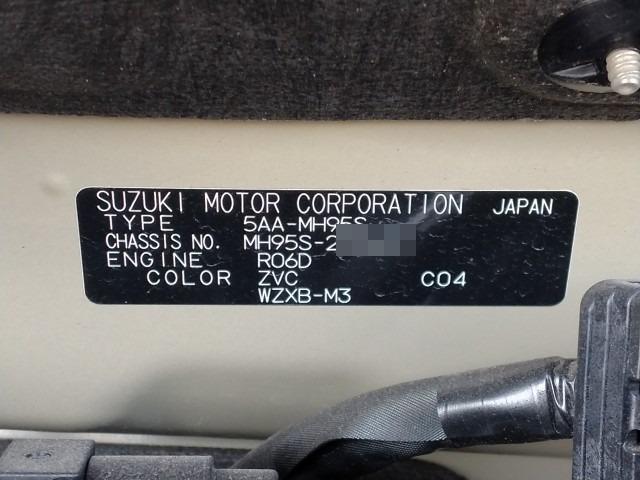 SUZUKI MOTOR CORPORATION JAPAN
TYPE 5AA-MH95S
CHASSIS NO. MH95S-2
ENGINE R06D
COLOR ZVC C04
WZXB-M3